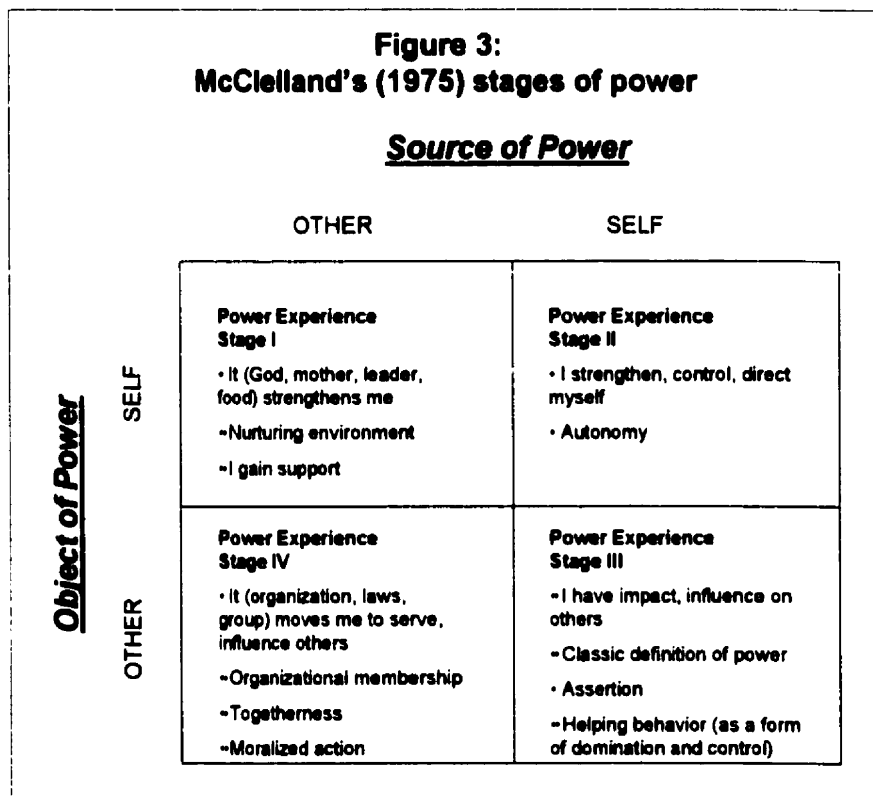 Figure 3:
McClelland's (1975) stages of power
Source of Power
OTHER SELF
Object of Power
SELF
Power Experience
Stage I
• It (God, mother, leader,
food) strengthens me
-Nurturing environment
-I gain support
Power Experience
Stage II
• I strengthen, control, direct
myself
• Autonomy
OTHER
Power Experience
Stage IV
• It (organization, laws,
group) moves me to serve,
influence others
-Organizational membership
-Togetherness
-Moralized action
Power Experience
Stage III
-I have impact, influence on
others
-Classic definition of power
• Assertion
-Helping behavior (as a form
of domination and control)